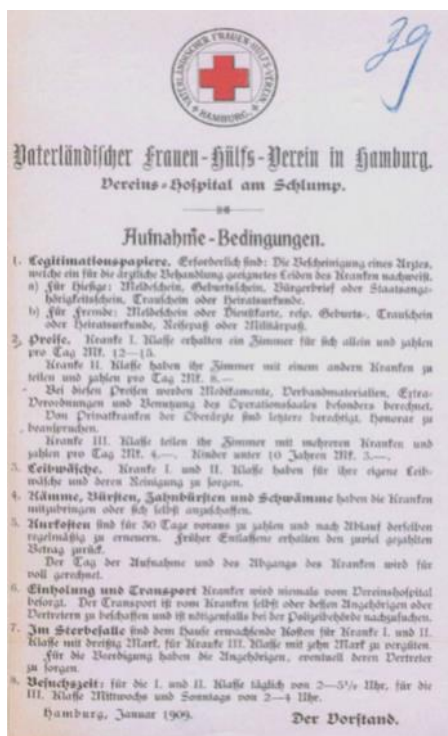 VATERLÄNDISCHER FRAUEN-HÜLFS-VEREIN
HAMBURG.
39
Vaterländischer Frauen-Hülfs-Verein in Hamburg.
Vereins-Hospital am Schlump.
Aufnahme-Bedingungen.
1. Legitimationspapiere. Erforderlich sind: Die Bescheinigung eines Arztes,
welche ein für die ärztliche Behandlung geeignetes Leiden des Kranken nachweist.
a) Für Hiesige: Meldeschein, Geburtsschein, Bürgerbrief oder Staatsange-
hörigkeitsschein, Trauschein oder Heiratsurkunde.
b) Für Fremde: Meldeschein oder Dienstkarte, resp. Geburts-, Trauschein
oder Heiratsurkunde, Reisepaß oder Militärpaß.
2. Preise. Kranke I. Klasse erhalten ein Zimmer für sich allein und zahlen
pro Tag Mk. 12–15.
Kranke II. Klasse haben ihr Zimmer mit einem andern Kranken zu
teilen und zahlen pro Tag Mk. 8.—
Bei diesen Preisen werden Medikamente, Verbandmaterialien, Extra-
Verordnungen und Benutzung des Operationssaales besonders berechnet.
Von Privatkranken der Oberärzte sind letztere berechtigt, Honorar zu
beanspruchen.
Kranke III. Klasse teilen ihr Zimmer mit mehreren Kranken und
zahlen pro Tag Mk. 4.—. Kinder unter 10 Jahren Mk. 3.—.
3. Leibwäsche. Kranke I. und II. Klasse haben für ihre eigene Leib-
wäsche und deren Reinigung zu sorgen.
4. Kämme, Bürsten, Zahnbürsten und Schwämme haben die Kranken
mitzubringen oder sich selbst anzuschaffen.
5. Kurkosten sind für 30 Tage voraus zu zahlen und nach Ablauf derselben
regelmäßig zu erneuern. Früher Entlassene erhalten den zuviel gezahlten
Betrag zurück.
Der Tag der Aufnahme und des Abgangs des Kranken wird für
voll gerechnet.
6. Einholung und Transport Kranker wird niemals vom Vereinshospital
besorgt. Der Transport ist vom Kranken selbst oder dessen Angehörigen oder
Vertretern zu beschaffen und ist nötigenfalls bei der Polizeibehörde nachzusuchen.
7. Im Sterbefalle sind dem Hause erwachsende Kosten für Kranke I. und II.
Klasse mit dreißig Mark, für Kranke III. Klasse mit zehn Mark zu vergüten.
Für die Beerdigung haben die Angehörigen, eventuell deren Vertreter
zu sorgen.
8. Besuchszeit: für die I. und II. Klasse täglich von 2–5½ Uhr, für die
III. Klasse Mittwochs und Sonntags von 2–4 Uhr.
Hamburg, Januar 1909.
Der Vorstand.